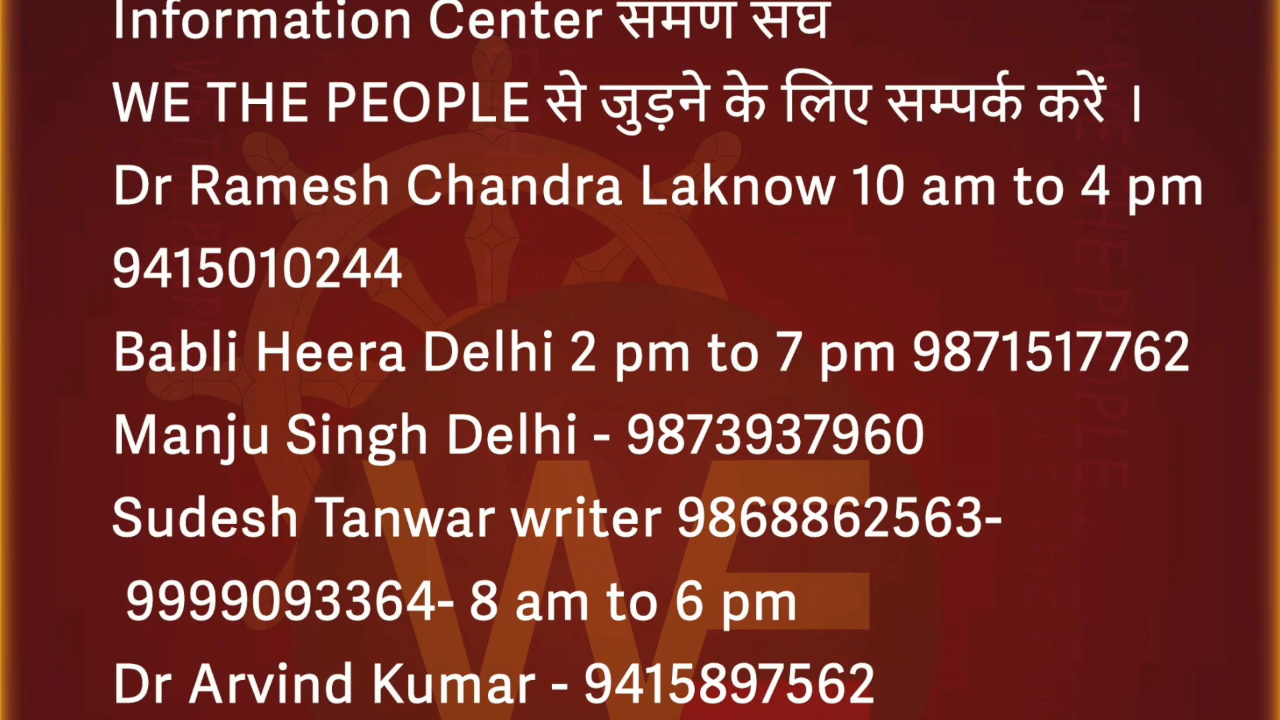 Information Center समण संघ
WE THE PEOPLE से जुड़ने के लिए सम्पर्क करें ।
Dr Ramesh Chandra Laknow 10 am to 4 pm
9415010244
Babli Heera Delhi 2 pm to 7 pm 9871517762
Manju Singh Delhi - 9873937960
Sudesh Tanwar writer 9868862563-
9999093364- 8 am to 6 pm
Dr Arvind Kumar - 9415897562
WE